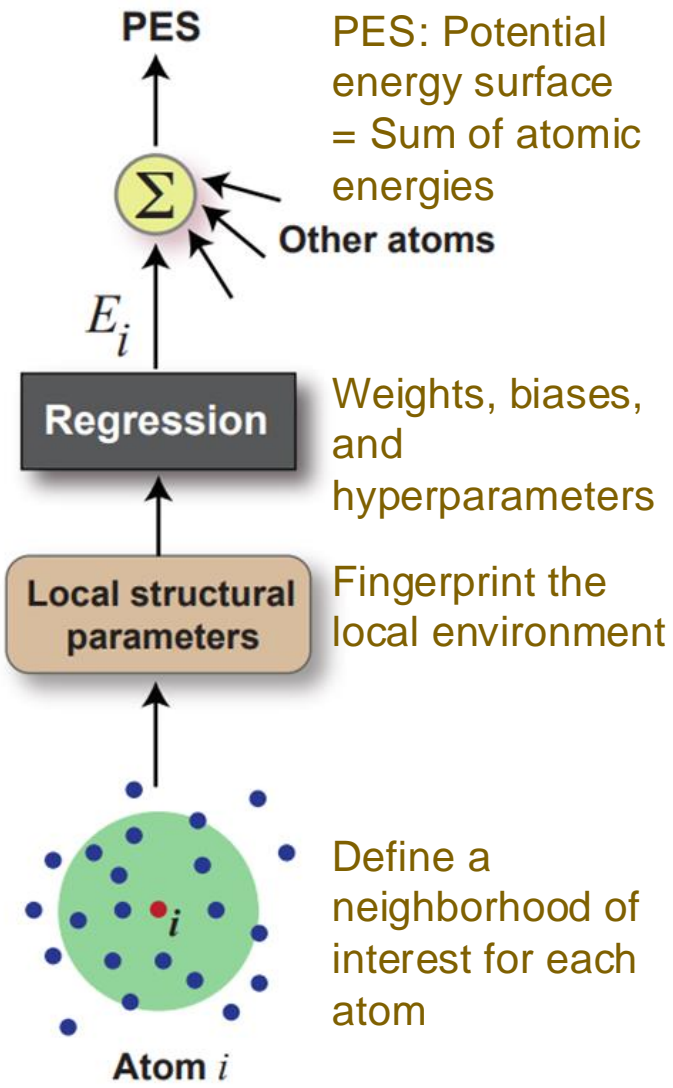 PES
PES: Potential
energy surface
= Sum of atomic
energies
Σ
Other atoms
E_i
Regression
Weights, biases,
and
hyperparameters
Local structural
parameters
Fingerprint the
local environment
i
Define a
neighborhood of
interest for each
atom
Atom i